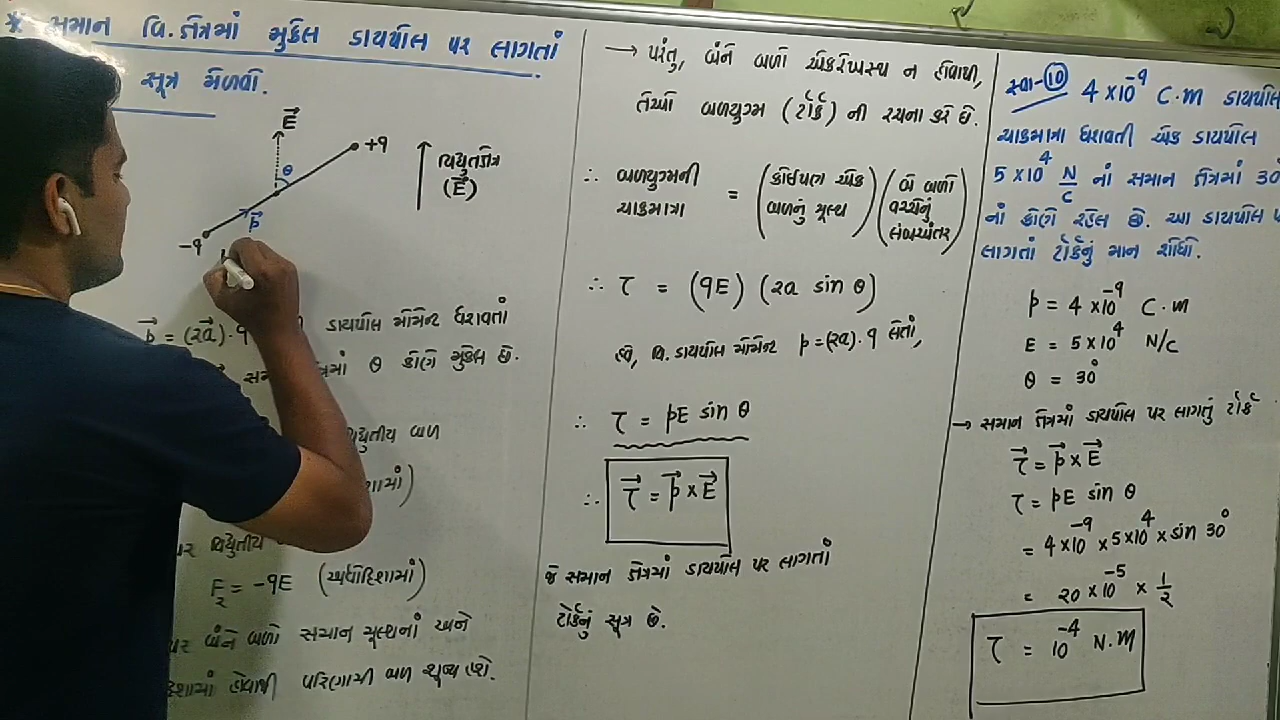 * સમાન વિ.ક્ષેત્રમાં મુકેલ ડાયપોલ પર લાગતાં
સૂત્ર મેળવો.
E⃗
θ
+q
p⃗
-q
વિદ્યુતક્ષેત્ર
(E⃗)
p⃗ = (2a⃗).q ડાયપોલ મોમેન્ટ ધરાવતાં
માં θ કોણે મુકેલ છે.
બળ
F₂ = -qE (વિરુદ્ધદિશામાં)
પર બંને બળો સમાન મૂલ્યનાં અને
હોવાથી પરિણામી બળ શૂન્ય થશે.
→ પરંતુ, બંને બળો એકરેખસ્થ ન હોવાથી,
તેઓ બળયુગ્મ (ટોર્ક) ની રચના કરે છે.
∴ બળયુગ્મની ચાકમાત્રા = (કોઈપણ એક બળનું મૂલ્ય) (બે બળો વચ્ચેનું લંબઅંતર)
∴ τ = (qE) (2a sin θ)
હવે, વિ. ડાયપોલ મોમેન્ટ p=(2a).q લેતાં,
∴ τ = pE sin θ
∴ τ⃗ = p⃗ × E⃗
જે સમાન ક્ષેત્રમાં ડાયપોલ પર લાગતાં
ટોર્કનું સૂત્ર છે.
સ્વા-10 4×10⁻⁹ C.m ડાયપોલ
ચાકમાત્રા ધરાવતી એક ડાયપોલ
5×10⁴ N/C નાં સમાન ક્ષેત્રમાં 30
નાં કોણે રહેલ છે. આ ડાયપોલ
લાગતાં ટોર્કનું માન શોધો.
p = 4×10⁻⁹ C.m
E = 5×10⁴ N/C
θ = 30°
→ સમાન ક્ષેત્રમાં ડાયપોલ પર લાગતું ટોર્ક
τ⃗ = p⃗ × E⃗
τ = pE sin θ
= 4×10⁻⁹ × 5×10⁴ × sin 30°
= 20×10⁻⁵ × 1/2
τ = 10⁻⁴ N.m